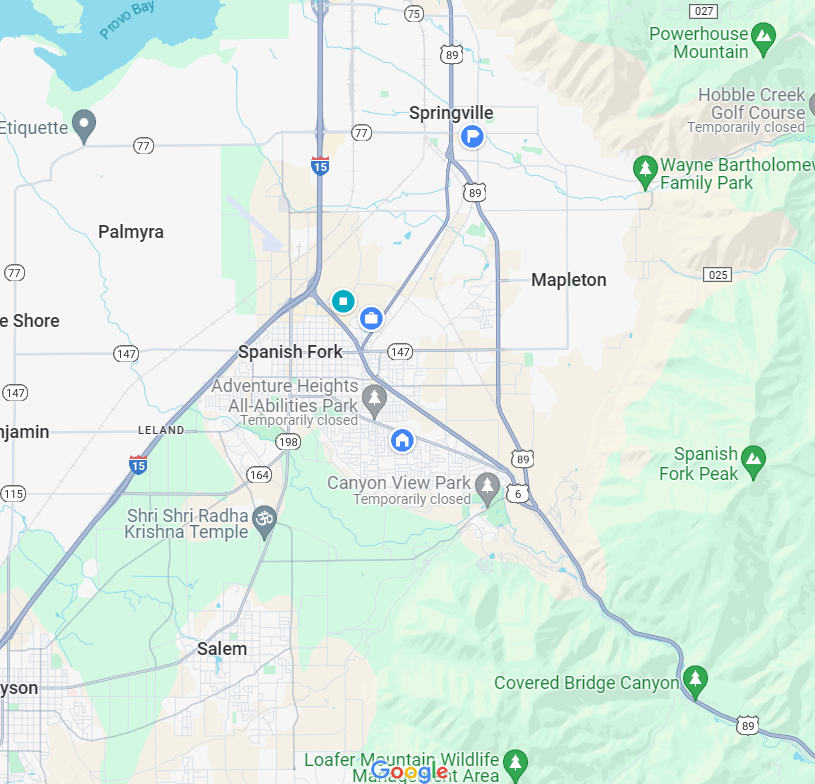 Provo Bay
75
027
89
Powerhouse
Mountain
Hobble Creek
Golf Course
Temporarily closed
Springville
Etiquette
77
77
15
Wayne Bartholomew
Family Park
89
Palmyra
77
025
Mapleton
e Shore
147
Spanish Fork
147
Adventure Heights
All-Abilities Park
Temporarily closed
147
njamin
LELAND
198
15
89
Spanish
Fork Peak
164
Canyon View Park
Temporarily closed
6
115
Shri Shri Radha
Krishna Temple
Salem
yson
Covered Bridge Canyon
89
Loafer Mountain Wildlife
Management Area
Google